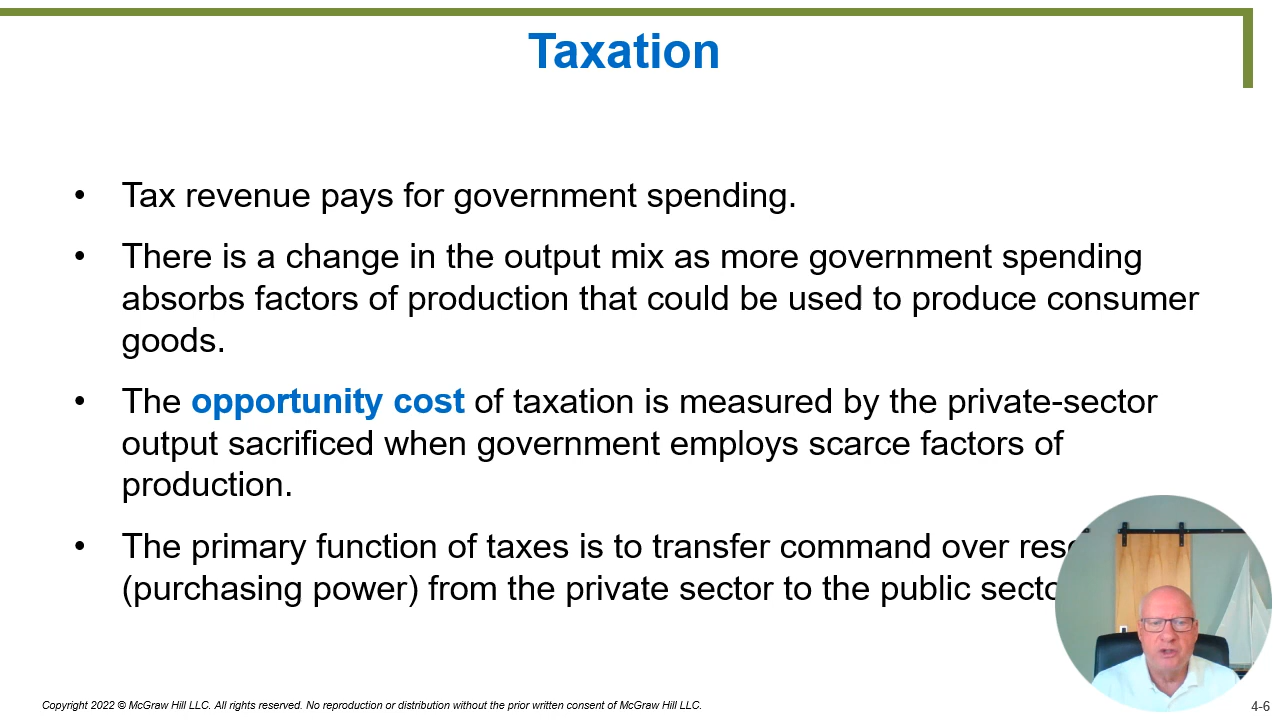 Taxation
• Tax revenue pays for government spending.
• There is a change in the output mix as more government spending
absorbs factors of production that could be used to produce consumer
goods.
• The opportunity cost of taxation is measured by the private-sector
output sacrificed when government employs scarce factors of
production.
• The primary function of taxes is to transfer command over
(purchasing power) from the private sector to the public
Copyright 2022 © McGraw Hill LLC. All rights reserved. No reproduction or distribution without the prior written consent of McGraw Hill LLC.
4-6